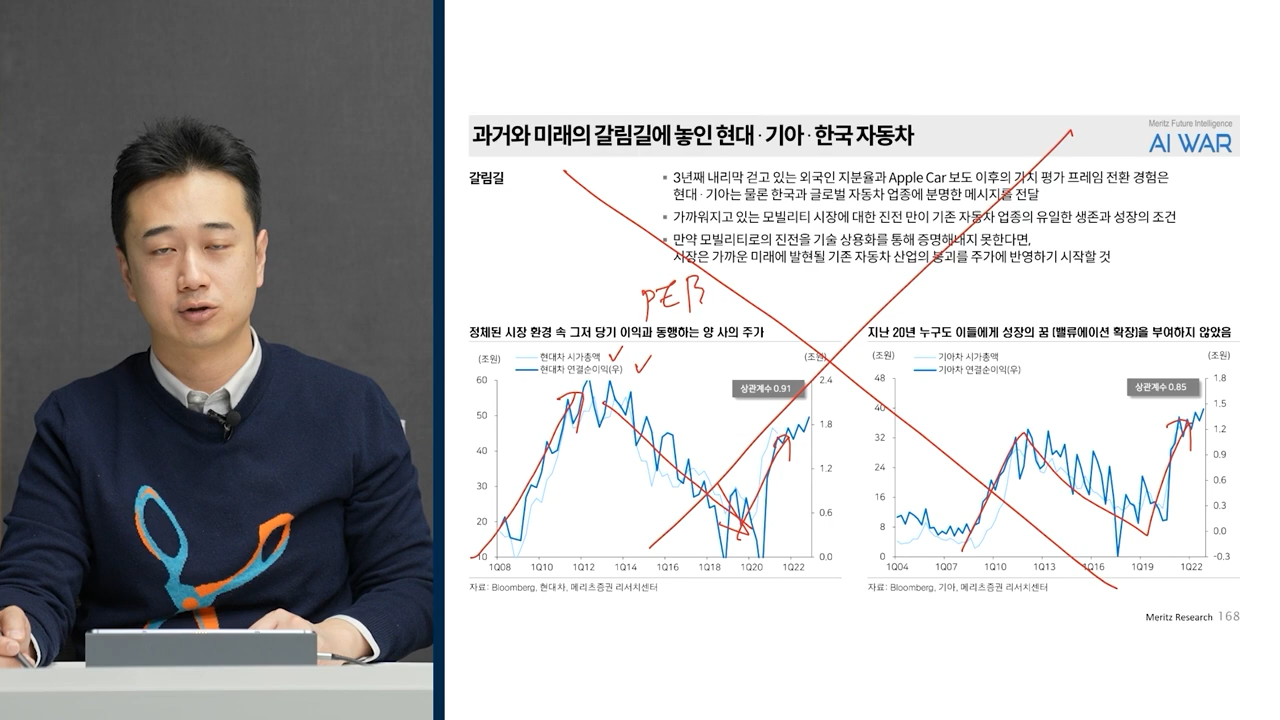 과거와 미래의 갈림길에 놓인 현대·기아·한국 자동차
Meritz Future Intelligence
AI WAR
갈림길
▪ 3년째 내리막 걷고 있는 외국인 지분율과 Apple Car 보도 이후의 가치 평가 프레임 전환 경험은
현대·기아는 물론 한국과 글로벌 자동차 업종에 분명한 메시지를 전달
▪ 가까워지고 있는 모빌리티 시장에 대한 진전 만이 기존 자동차 업종의 유일한 생존과 성장의 조건
▪ 만약 모빌리티로의 진전을 기술 상용화를 통해 증명해내지 못한다면,
시장은 가까운 미래에 발현될 기존 자동차 산업의 붕괴를 주가에 반영하기 시작할 것
PER
정체된 시장 환경 속 그저 당기 이익과 동행하는 양 사의 주가
(조원)
현대차 시가총액
현대차 연결순이익(우)
(조원)
상관계수 0.91
60
50
40
30
20
10
2.4
1.8
1.2
0.6
0.0
1Q08 1Q10 1Q12 1Q14 1Q16 1Q18 1Q20 1Q22
자료: Bloomberg, 현대차, 메리츠증권 리서치센터
지난 20년 누구도 이들에게 성장의 꿈 (밸류에이션 확장)을 부여하지 않았음
(조원)
기아차 시가총액
기아차 연결순이익(우)
(조원)
상관계수 0.85
48
40
32
24
16
8
0
1.8
1.5
1.2
0.9
0.6
0.3
0.0
-0.3
1Q04 1Q07 1Q10 1Q13 1Q16 1Q19 1Q22
자료: Bloomberg, 기아, 메리츠증권 리서치센터
Meritz Research 168